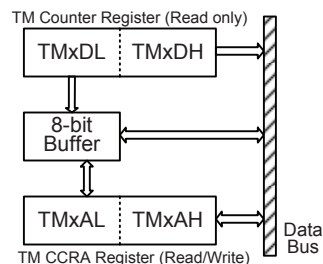 TM Counter Register (Read only)
TMxDL TMxDH
8-bit
Buffer
TMxAL TMxAH
TM CCRA Register (Read/Write)
Data
Bus